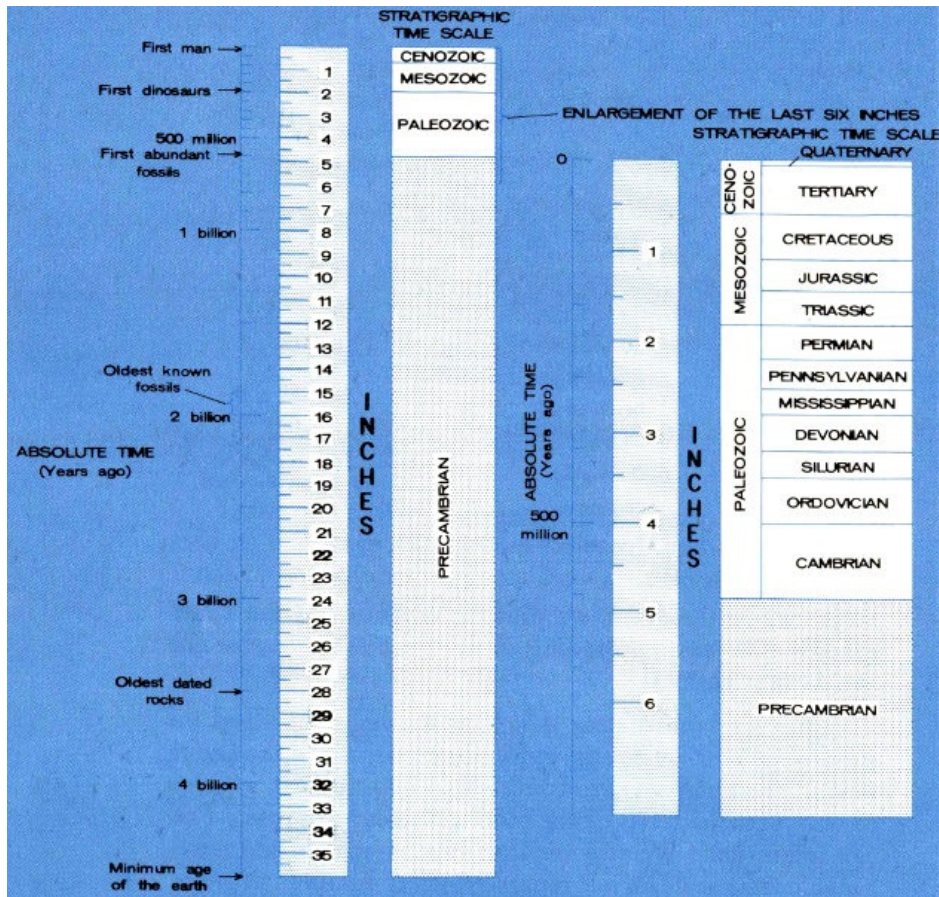 STRATIGRAPHIC
TIME SCALE
First man
CENOZOIC
1
MESOZOIC
First dinosaurs
2
3
PALEOZOIC
500 million
4
First abundant
fossils
5
6
7
1 billion
8
9
10
11
12
13
14
Oldest known
fossils
15
2 billion
16
17
ABSOLUTE TIME
(Years ago)
18
19
20
21
22
23
3 billion
24
25
26
27
Oldest dated
rocks
28
29
30
31
4 billion
32
33
34
35
Minimum age
of the earth
INCHES
PRECAMBRIAN
ENLARGEMENT OF THE LAST SIX INCHES
STRATIGRAPHIC TIME SCALE
QUATERNARY
0
CENO-
ZOIC
TERTIARY
MESOZOIC
CRETACEOUS
JURASSIC
TRIASSIC
PALEOZOIC
PERMIAN
PENNSYLVANIAN
MISSISSIPPIAN
DEVONIAN
SILURIAN
ORDOVICIAN
CAMBRIAN
PRECAMBRIAN
1
2
3
4
5
6
ABSOLUTE TIME
(Years ago)
500
million
INCHES